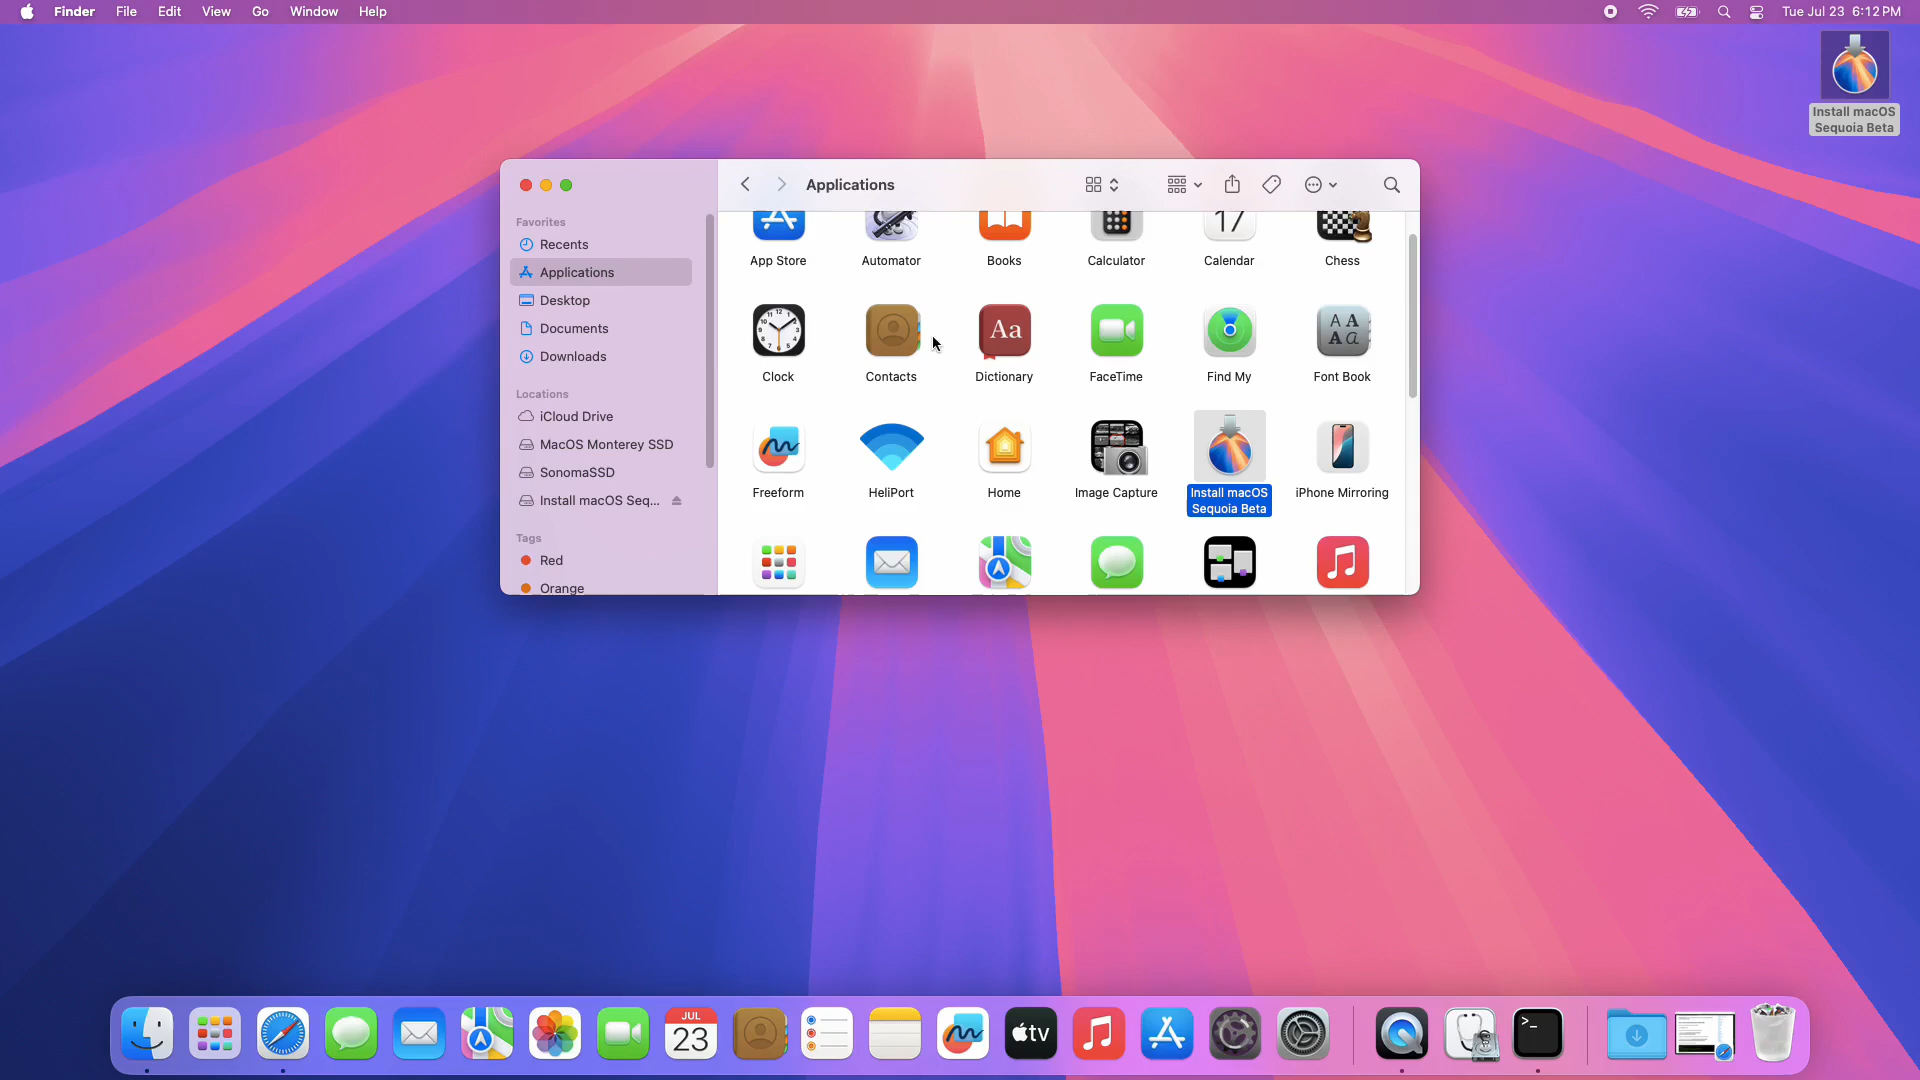 Finder File Edit View Go Window Help
Tue Jul 23 6:12 PM
Install macOS
Sequoia Beta
Applications
Favorites
Recents
Applications
Desktop
Documents
Downloads
Locations
iCloud Drive
MacOS Monterey SSD
SonomaSSD
Install macOS Seq...
Tags
Red
Orange
17
App Store Automator Books Calculator Calendar Chess
Aa
A A
A a
Clock Contacts Dictionary FaceTime Find My Font Book
Freeform HeliPort Home Image Capture Install macOS
Sequoia Beta iPhone Mirroring
JUL
23
tv
>_